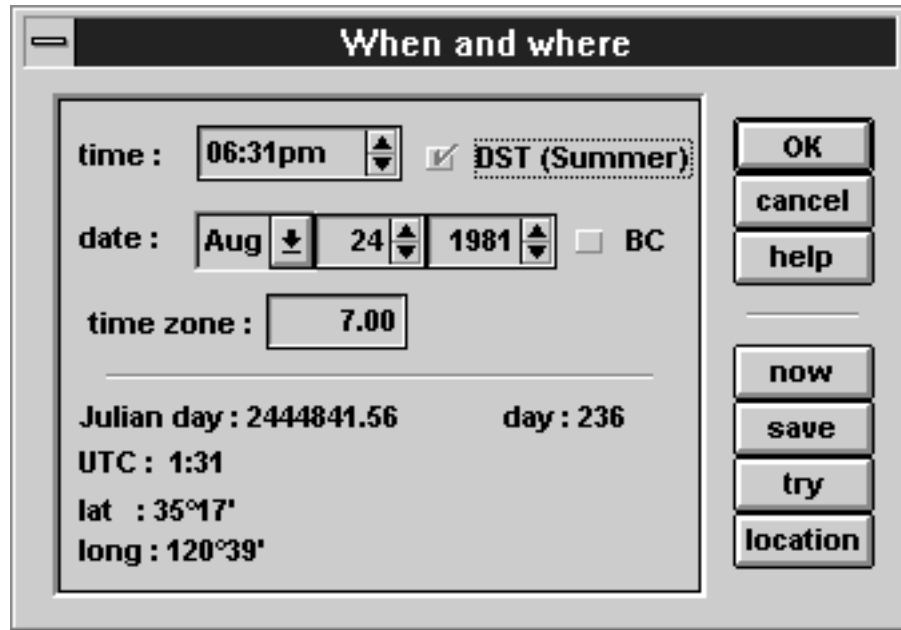 When and where
time : 06:31pm DST (Summer)
date : Aug 24 1981 BC
time zone : 7.00
Julian day : 2444841.56 day : 236
UTC : 1:31
lat : 35°17'
long : 120°39'
OK
cancel
help
now
save
try
location